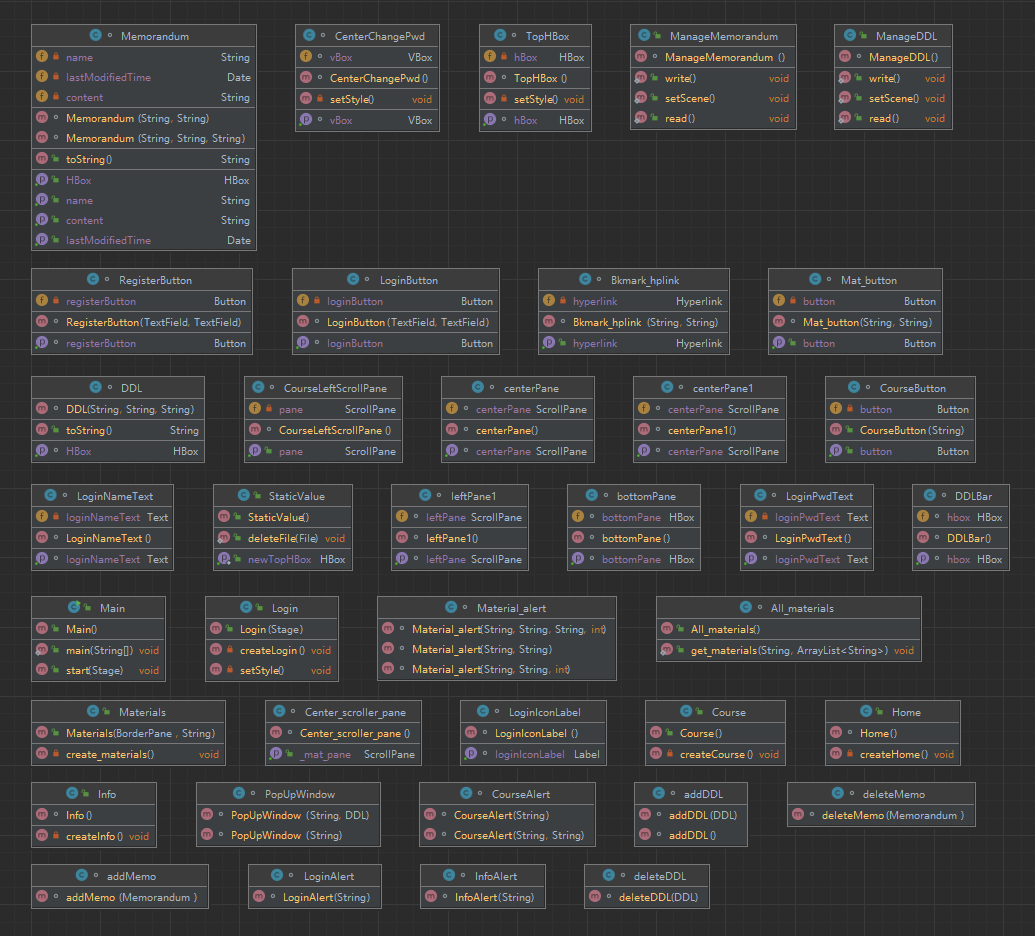 Memorandum
name String
lastModifiedTime Date
content String
Memorandum (String, String)
Memorandum (String, String, String)
toString() String
HBox HBox
name String
content String
lastModifiedTime Date
CenterChangePwd
vBox VBox
CenterChangePwd ()
setStyle() void
vBox VBox
TopHBox
hBox HBox
TopHBox ()
setStyle() void
hBox HBox
ManageMemorandum
ManageMemorandum ()
write() void
setScene() void
read() void
ManageDDL
ManageDDL()
write() void
setScene() void
read() void
RegisterButton
registerButton Button
RegisterButton(TextField, TextField)
registerButton Button
LoginButton
loginButton Button
LoginButton(TextField, TextField)
loginButton Button
Bkmark_hplink
hyperlink Hyperlink
Bkmark_hplink (String, String)
hyperlink Hyperlink
Mat_button
button Button
Mat_button(String, String)
button Button
DDL
DDL(String, String, String)
toString() String
HBox HBox
CourseLeftScrollPane
pane ScrollPane
CourseLeftScrollPane ()
pane ScrollPane
centerPane
centerPane ScrollPane
centerPane()
centerPane ScrollPane
centerPane1
centerPane ScrollPane
centerPane1()
centerPane ScrollPane
CourseButton
button Button
CourseButton(String)
button Button
LoginNameText
loginNameText Text
LoginNameText ()
loginNameText Text
StaticValue
StaticValue()
deleteFile(File) void
newTopHBox HBox
leftPane1
leftPane ScrollPane
leftPane1()
leftPane ScrollPane
bottomPane
bottomPane HBox
bottomPane ()
bottomPane HBox
LoginPwdText
loginPwdText Text
LoginPwdText()
loginPwdText Text
DDLBar
hbox HBox
DDLBar()
hbox HBox
Main
Main()
main(String[]) void
start(Stage) void
Login
Login (Stage)
createLogin () void
setStyle() void
Material_alert
Material_alert(String, String, String, int)
Material_alert(String, String)
Material_alert(String, String, int)
All_materials
All_materials()
get_materials(String, ArrayList<String>) void
Materials
Materials(BorderPane , String)
create_materials() void
Center_scroller_pane
Center_scroller_pane ()
_mat_pane ScrollPane
LoginIconLabel
LoginIconLabel ()
loginIconLabel Label
Course
Course()
createCourse () void
Home
Home()
createHome() void
Info
Info ()
createInfo () void
PopUpWindow
PopUpWindow (String, DDL)
PopUpWindow (String)
CourseAlert
CourseAlert(String)
CourseAlert(String, String)
addDDL
addDDL(DDL)
addDDL()
deleteMemo
deleteMemo (Memorandum )
addMemo
addMemo (Memorandum )
LoginAlert
LoginAlert(String)
InfoAlert
InfoAlert(String)
deleteDDL
deleteDDL(DDL)